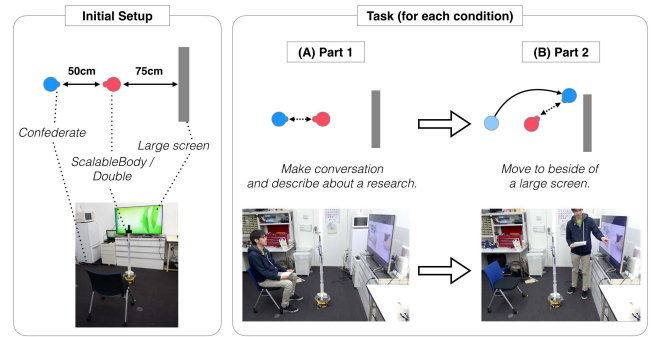 Initial Setup
50cm
75cm
Confederate
Large screen
ScalableBody /
Double
Task (for each condition)
(A) Part 1
(B) Part 2
Make conversation
and describe about a research.
Move to beside of
a large screen.